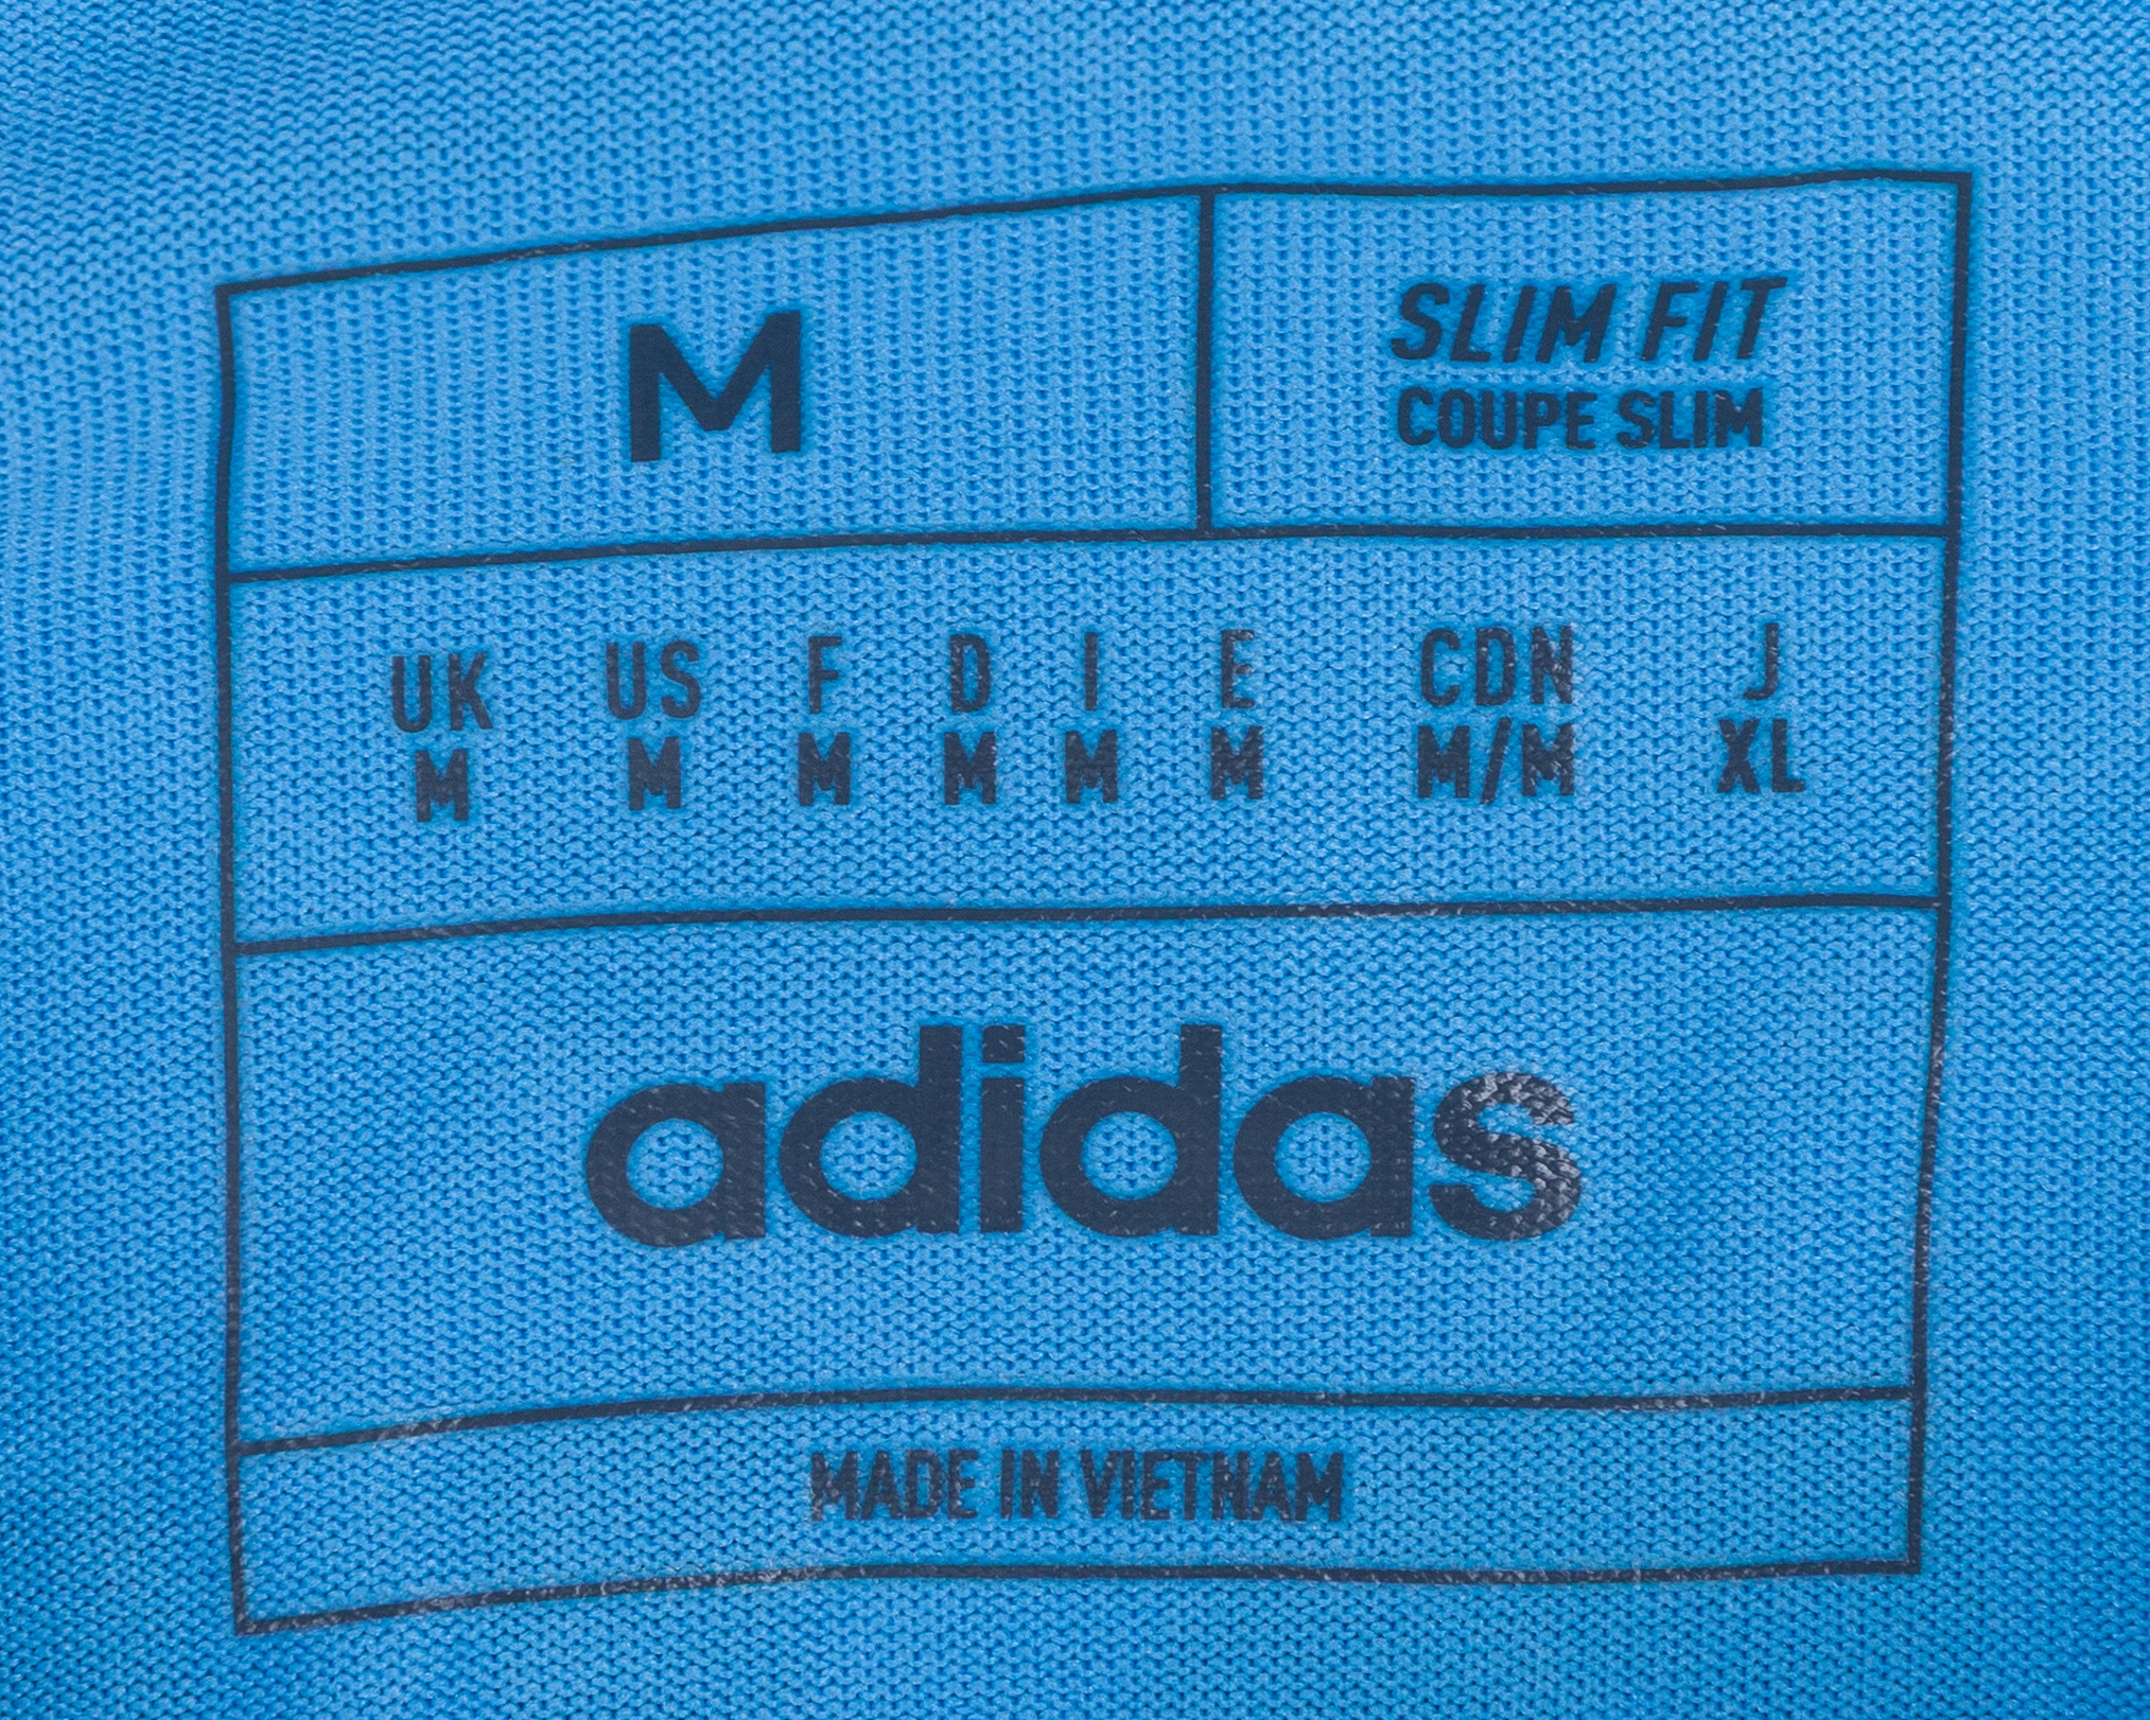 M
SLIM FIT
COUPE SLIM
UK US F D I E CDN J
M M M M M M M/M XL
adidas
MADE IN VIETNAM